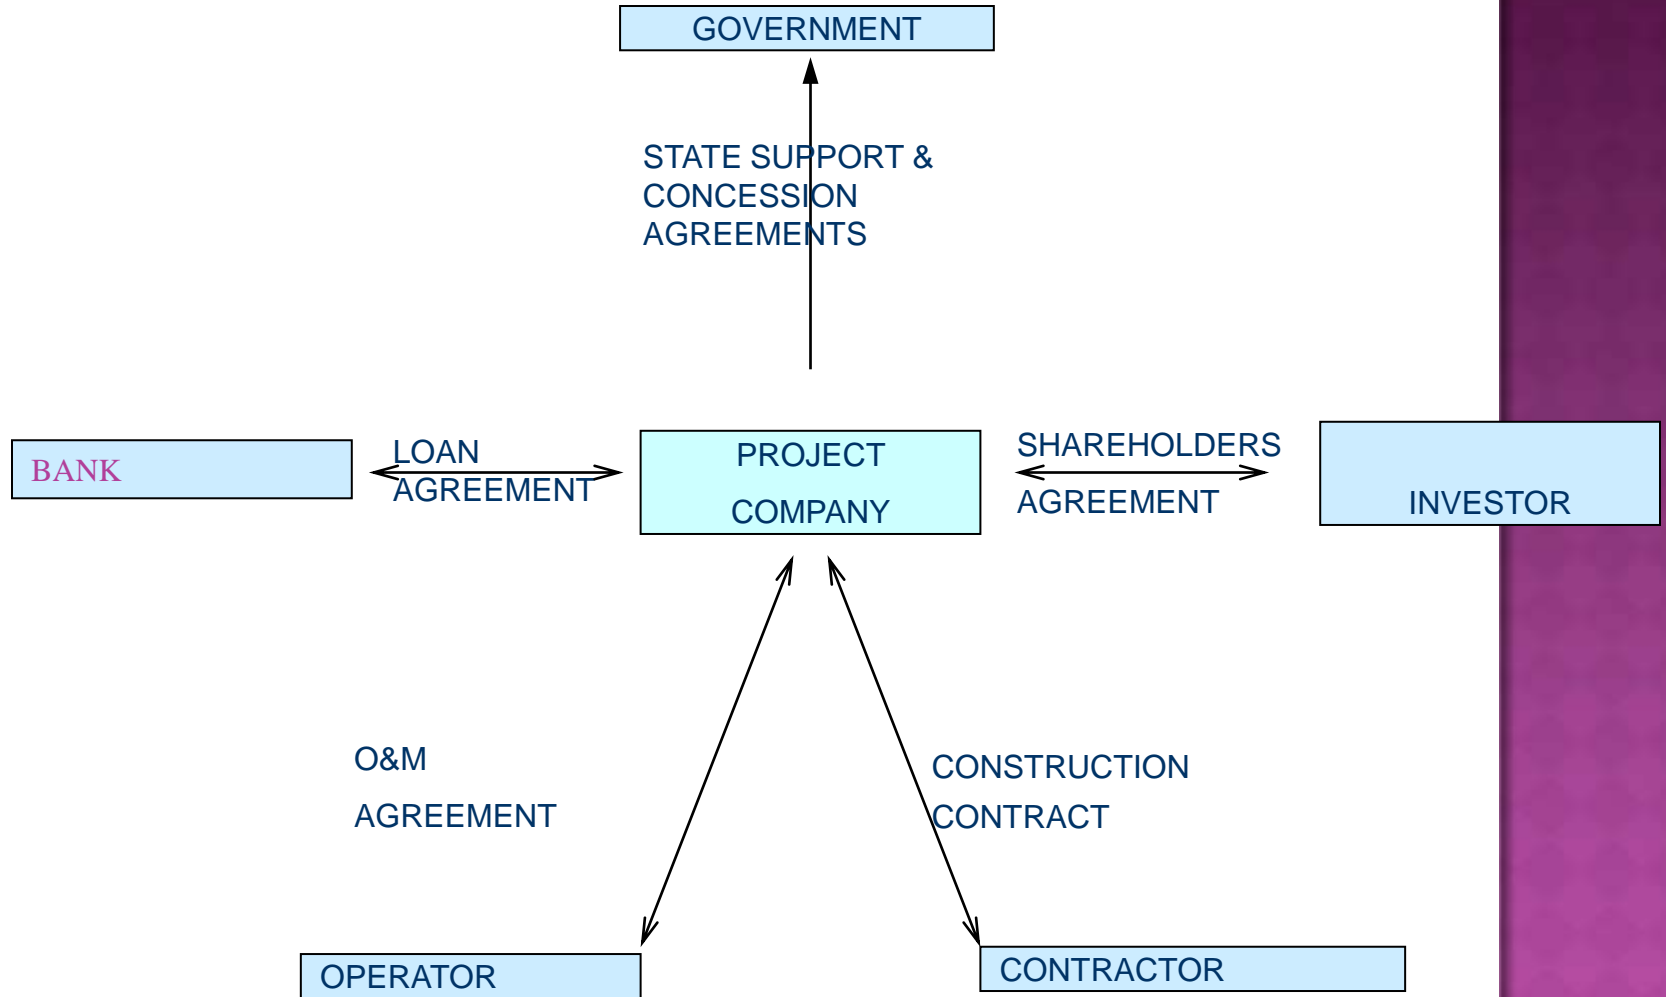 GOVERNMENT
STATE SUPPORT &
CONCESSION
AGREEMENTS
BANK
LOAN
AGREEMENT
PROJECT
COMPANY
SHAREHOLDERS
AGREEMENT
INVESTOR
O&M
AGREEMENT
CONSTRUCTION
CONTRACT
OPERATOR
CONTRACTOR